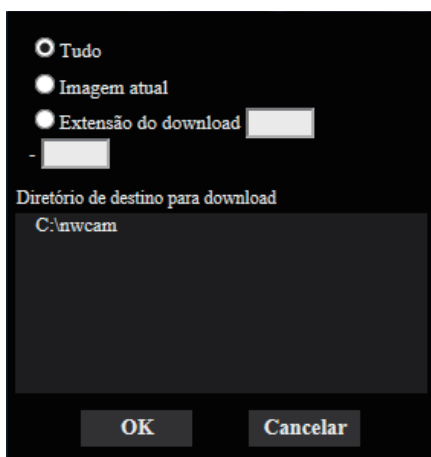 Tudo
Imagem atual
Extensão do download
-
Diretório de destino para download
C:\nwcam
OK Cancelar